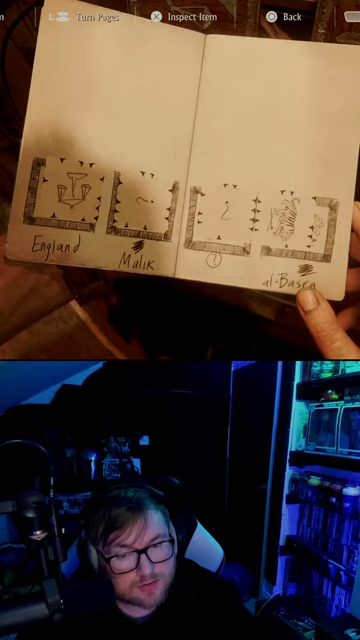 L Turn Pages
Inspect Item
Back
England
Malik
?
?
?
al-Basra